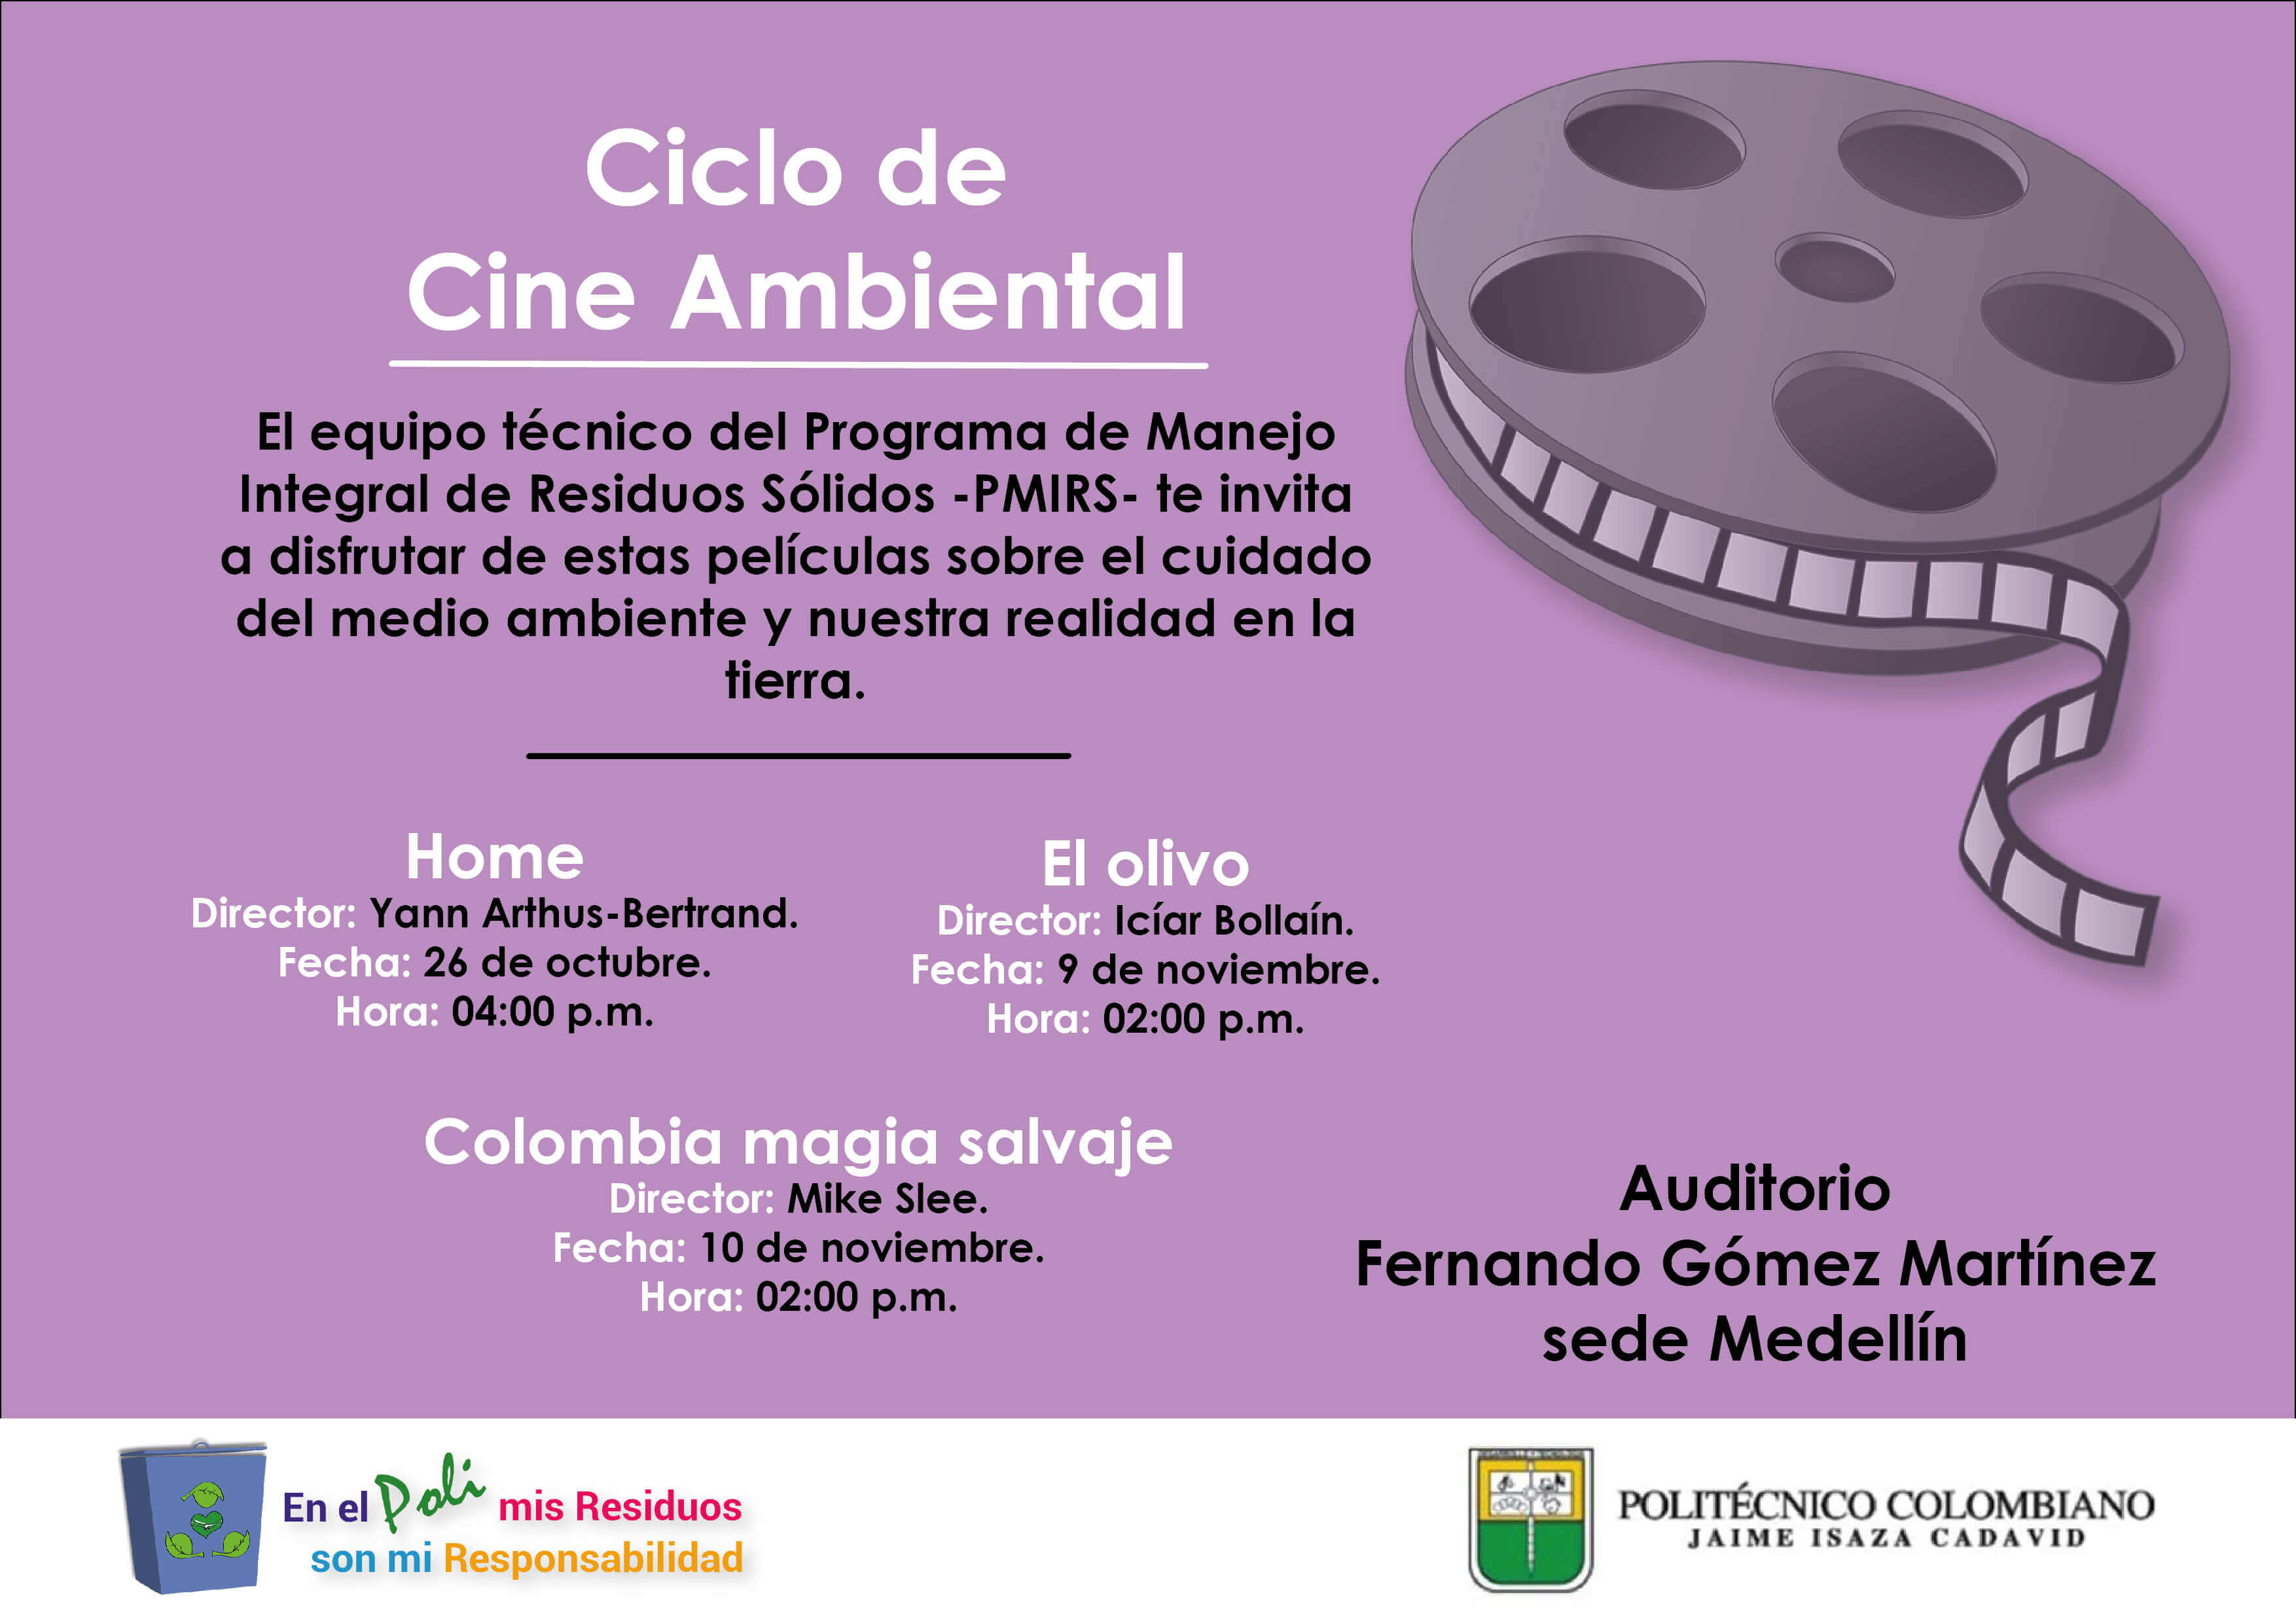 Ciclo de
Cine Ambiental
El equipo técnico del Programa de Manejo
Integral de Residuos Sólidos -PMIRS- te invita
a disfrutar de estas películas sobre el cuidado
del medio ambiente y nuestra realidad en la
tierra.
Home
Director: Yann Arthus-Bertrand.
Fecha: 26 de octubre.
Hora: 04:00 p.m.
El olivo
Director: Icíar Bollaín.
Fecha: 9 de noviembre.
Hora: 02:00 p.m.
Colombia magia salvaje
Director: Mike Slee.
Fecha: 10 de noviembre.
Hora: 02:00 p.m.
Auditorio
Fernando Gómez Martínez
sede Medellín
En el Poli mis Residuos
son mi Responsabilidad
POLITÉCNICO COLOMBIANO
JAIME ISAZA CADAVID